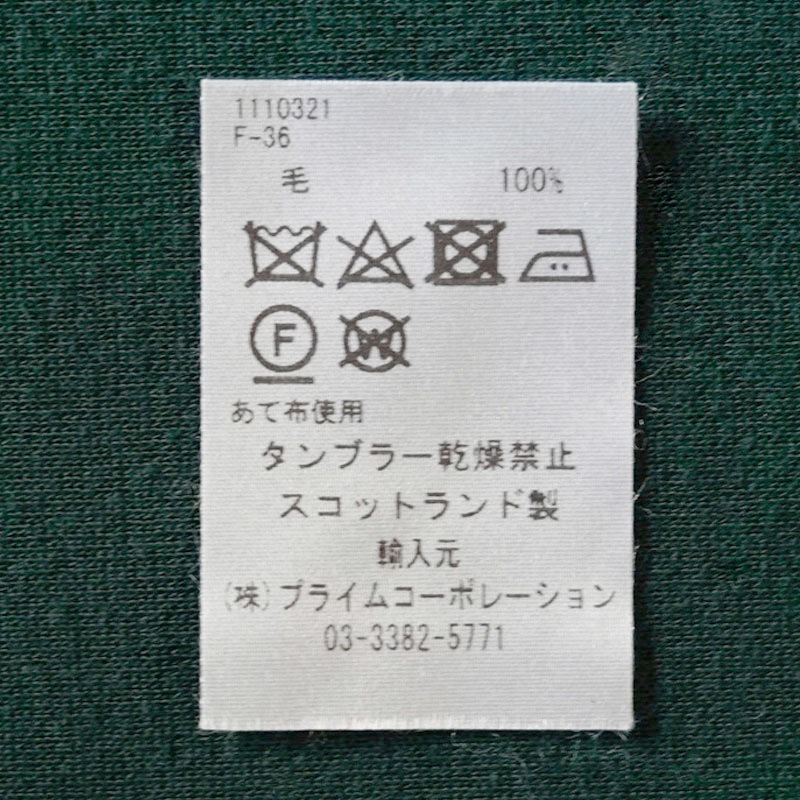 1110321
F-36
毛 100%
F W
あて布使用
タンブラー乾燥禁止
スコットランド製
輸入元
(株)プライムコーポレーション
03-3382-5771